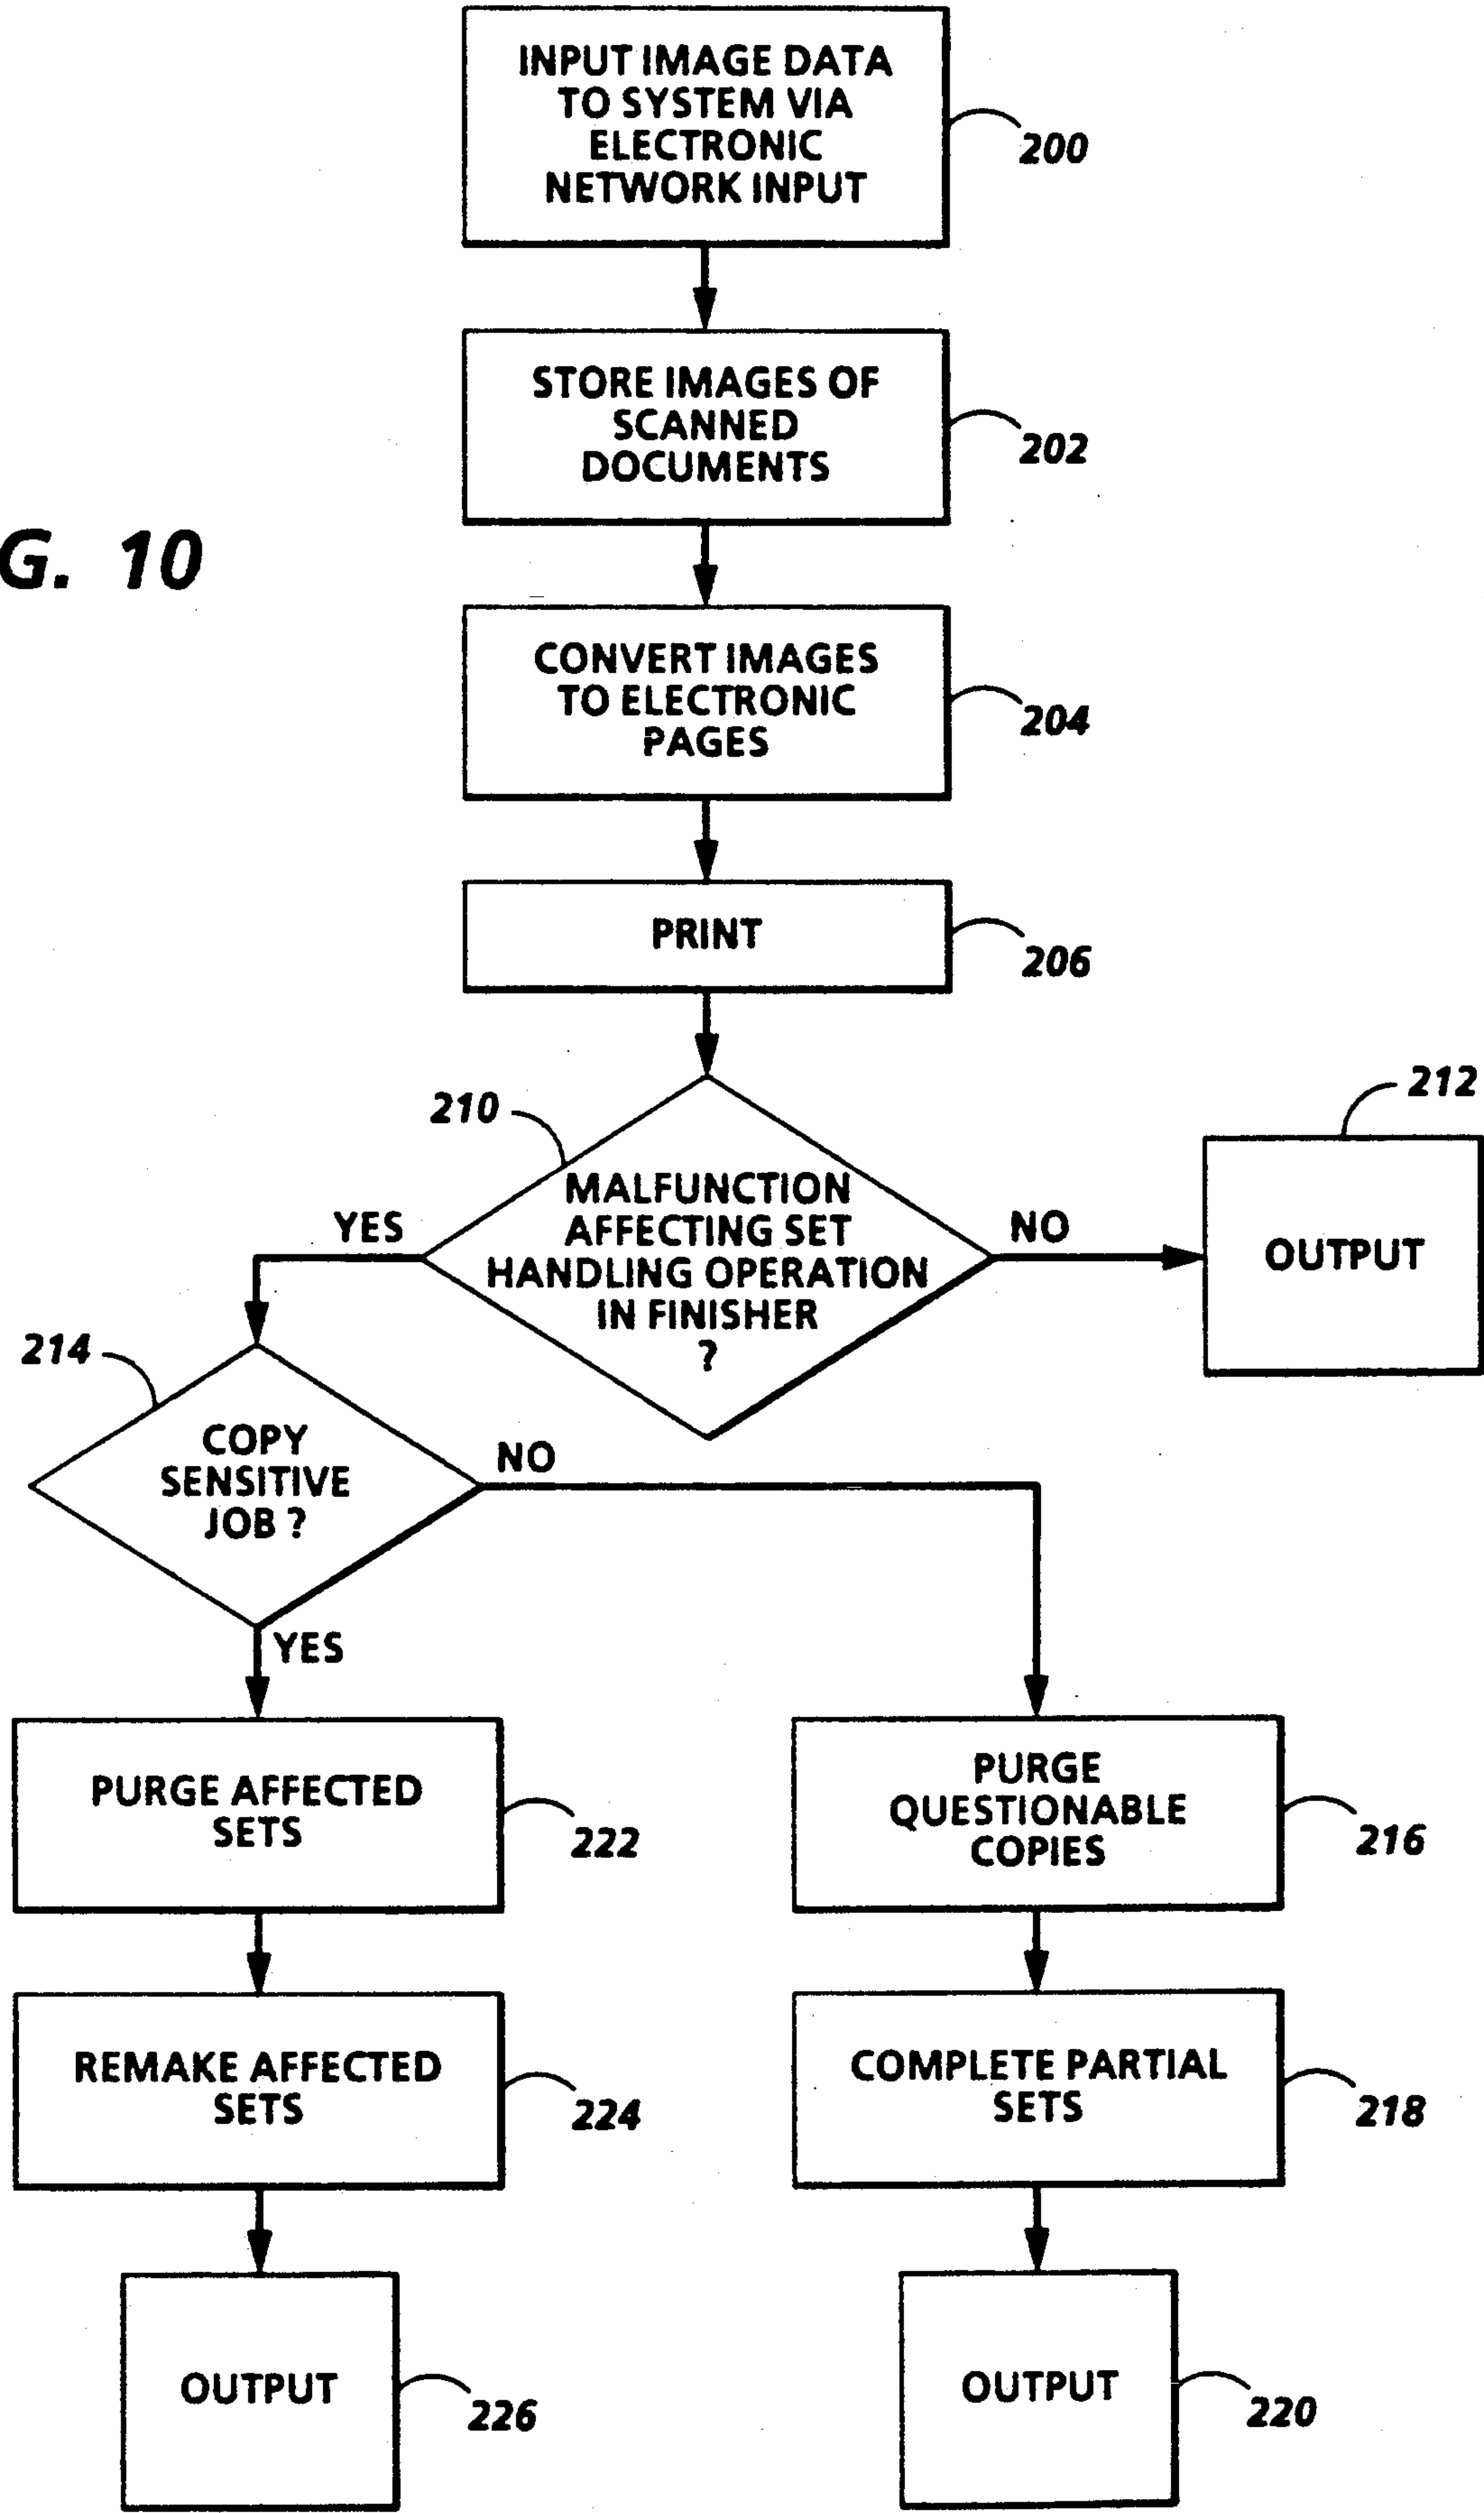 INPUT IMAGE DATA
TO SYSTEM VIA
ELECTRONIC
NETWORK INPUT
200
STORE IMAGES OF
SCANNED
DOCUMENTS
202
G. 10
CONVERT IMAGES
TO ELECTRONIC
PAGES
204
PRINT
206
210
212
MALFUNCTION
AFFECTING SET
HANDLING OPERATION
IN FINISHER
?
YES
NO
OUTPUT
214
COPY
SENSITIVE
JOB ?
NO
YES
PURGE AFFECTED
SETS
222
PURGE
QUESTIONABLE
COPIES
216
REMAKE AFFECTED
SETS
224
COMPLETE PARTIAL
SETS
218
OUTPUT
226
OUTPUT
220